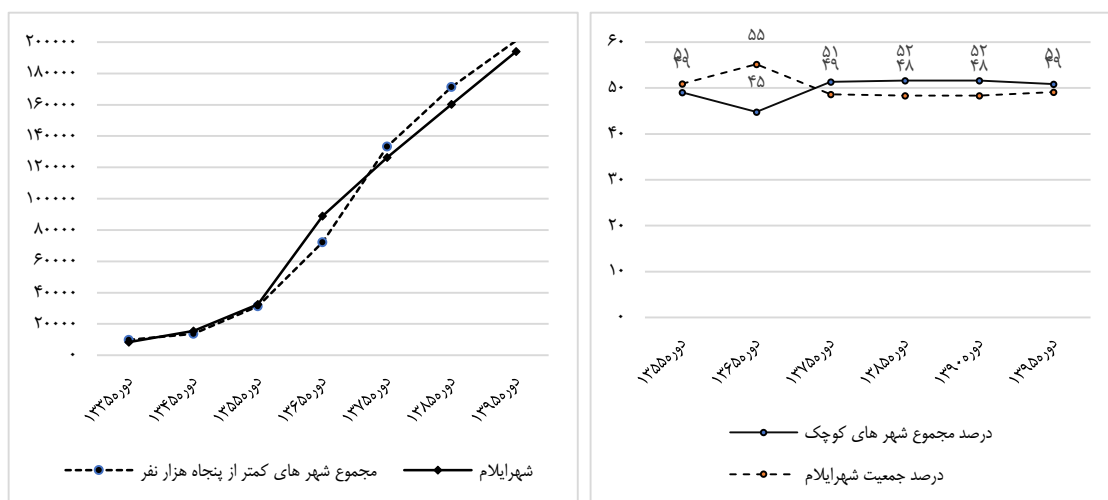 ۲۰۰۰۰۰
۱۸۰۰۰۰
۱۶۰۰۰۰
۱۴۰۰۰۰
۱۲۰۰۰۰
۱۰۰۰۰۰
۸۰۰۰۰
۶۰۰۰۰
۴۰۰۰۰
۲۰۰۰۰
۰
دوره۱۳۳۵
دوره۱۳۴۵
دوره۱۳۵۵
دوره۱۳۶۵
دوره۱۳۷۵
دوره۱۳۸۵
دوره۱۳۹۵
مجموع شهر های کمتر از پنجاه هزار نفر
شهرایلام
۶۰
۵۰
۴۰
۳۰
۲۰
۱۰
۰
۵۱
۴۹
۵۵
۴۵
۵۱
۴۹
۵۲
۴۸
۵۲
۴۸
۵۱
۴۹
دوره۱۳۵۵
دوره۱۳۶۵
دوره۱۳۷۵
دوره۱۳۸۵
دوره۱۳۹۰
دوره۱۳۹۵
درصد مجموع شهر های کوچک
درصد جمعیت شهرایلام